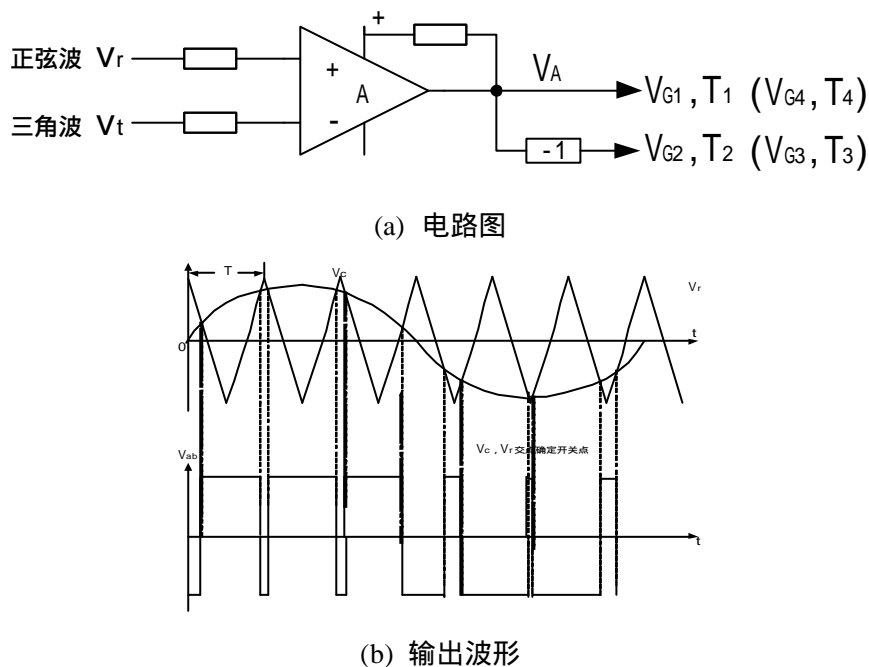 +
正弦波 Vr
+
A
VA
VG1,T1 (VG4,T4)
三角波 Vt
-
-1
VG2,T2 (VG3,T3)
(a) 电路图
T
Vc
Vr
0
t
Vc,Vr交点确定开关点
Vab
t
(b) 输出波形